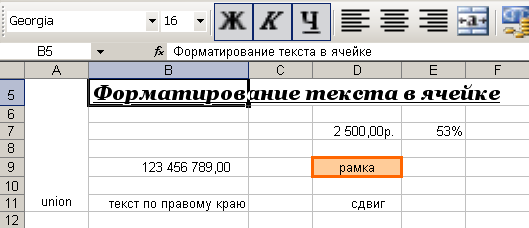 Georgia 16 Ж К Ч
B5 fx Форматирование текста в ячейке
A B C D E F
5 Форматирование текста в ячейке
6
7 2 500,00р. 53%
8
9 123 456 789,00 рамка
10
11 union текст по правому краю сдвиг
12